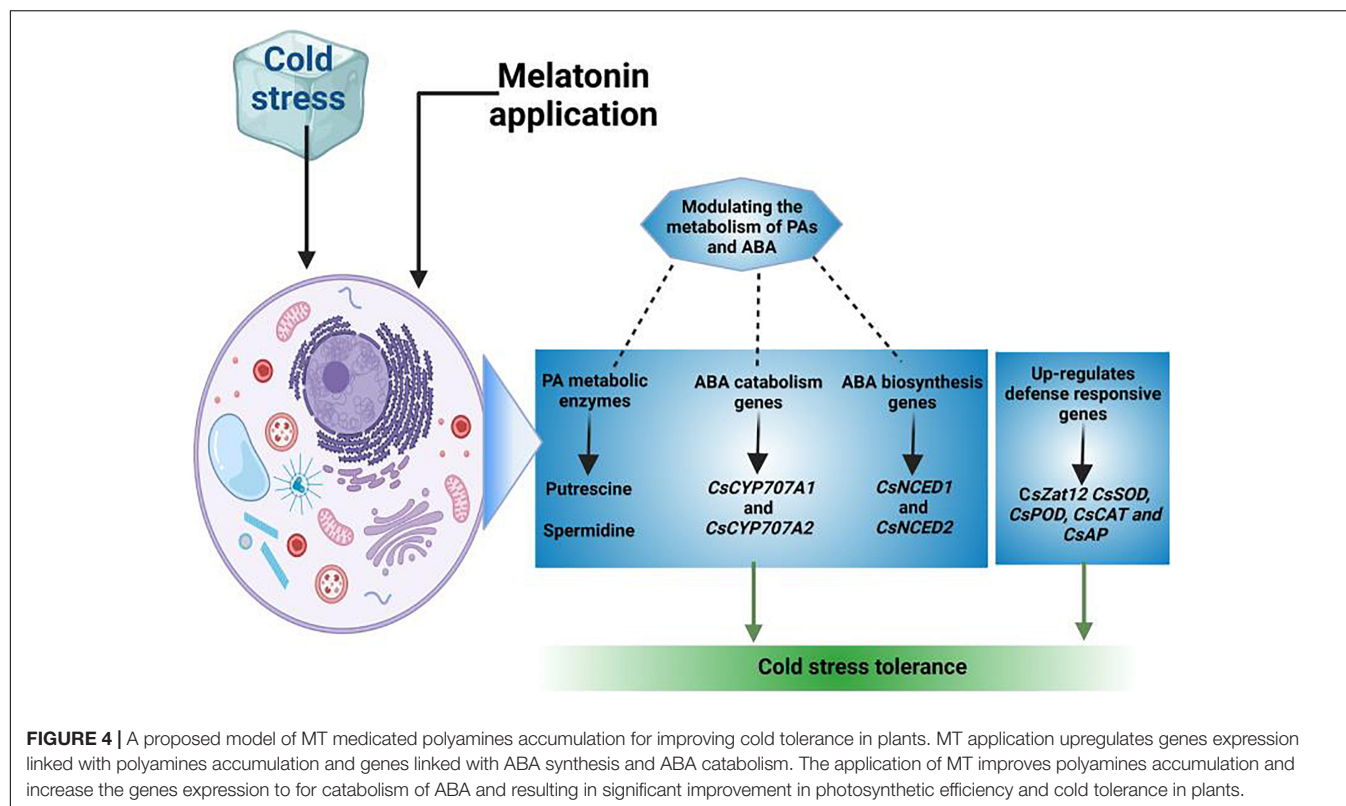 Cold
stress
Melatonin
application
Modulating the
metabolism of PAs
and ABA
PA metabolic
enzymes
Putrescine
Spermidine
ABA catabolism
genes
CsCYP707A1
and
CsCYP707A2
ABA biosynthesis
genes
CsNCED1
and
CsNCED2
Up-regulates
defense responsive
genes
CsZat12 CsSOD,
CsPOD, CsCAT and
CsAP
Cold stress tolerance
FIGURE 4 | A proposed model of MT medicated polyamines accumulation for improving cold tolerance in plants. MT application upregulates genes expression
linked with polyamines accumulation and genes linked with ABA synthesis and ABA catabolism. The application of MT improves polyamines accumulation and
increase the genes expression to for catabolism of ABA and resulting in significant improvement in photosynthetic efficiency and cold tolerance in plants.